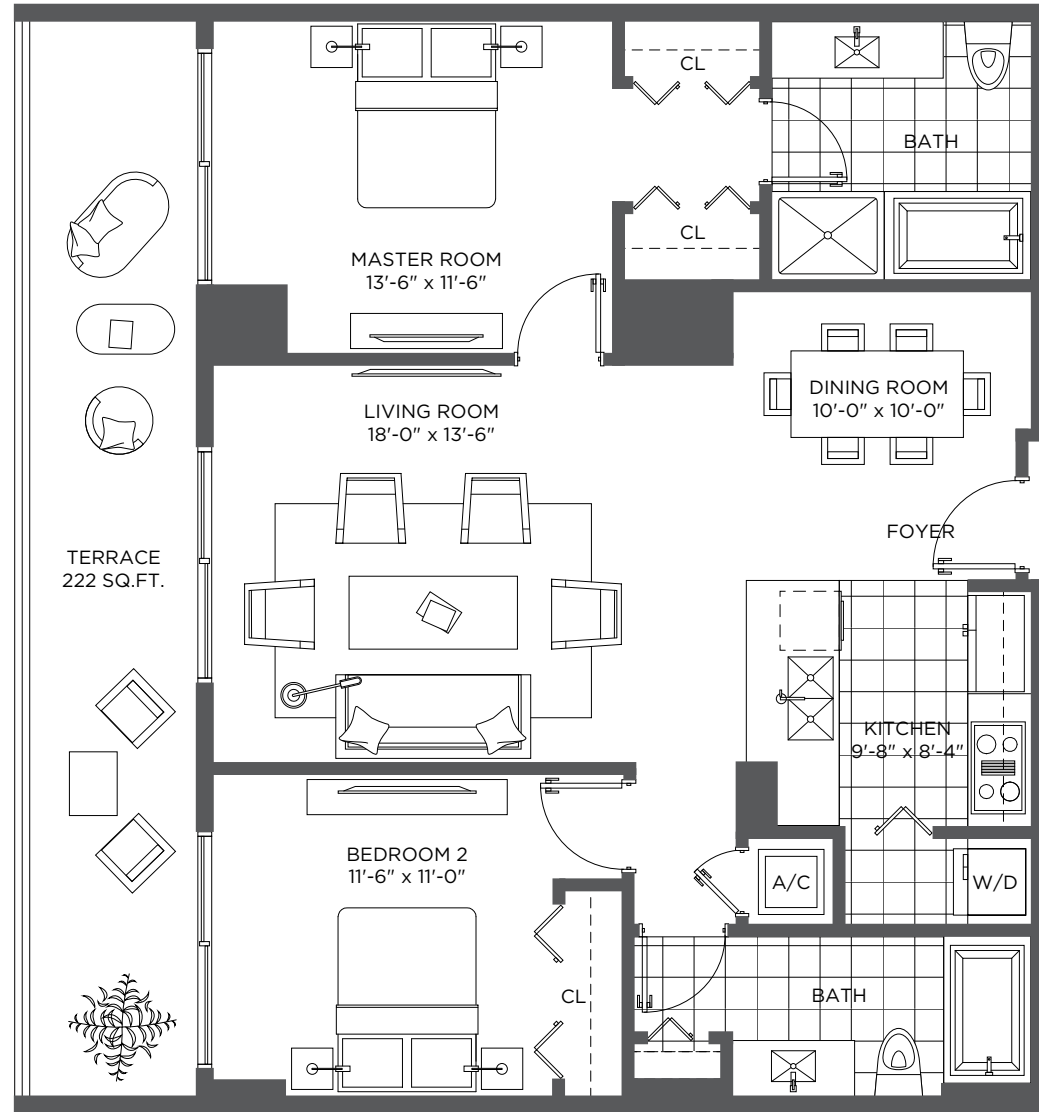 CL
BATH
CL
MASTER ROOM
13'-6" x 11'-6"
DINING ROOM
10'-0" x 10'-0"
LIVING ROOM
18'-0" x 13'-6"
FOYER
TERRACE
222 SQ.FT.
KITCHEN
9'-8" x 8'-4"
BEDROOM 2
11'-6" x 11'-0"
A/C
W/D
CL
BATH